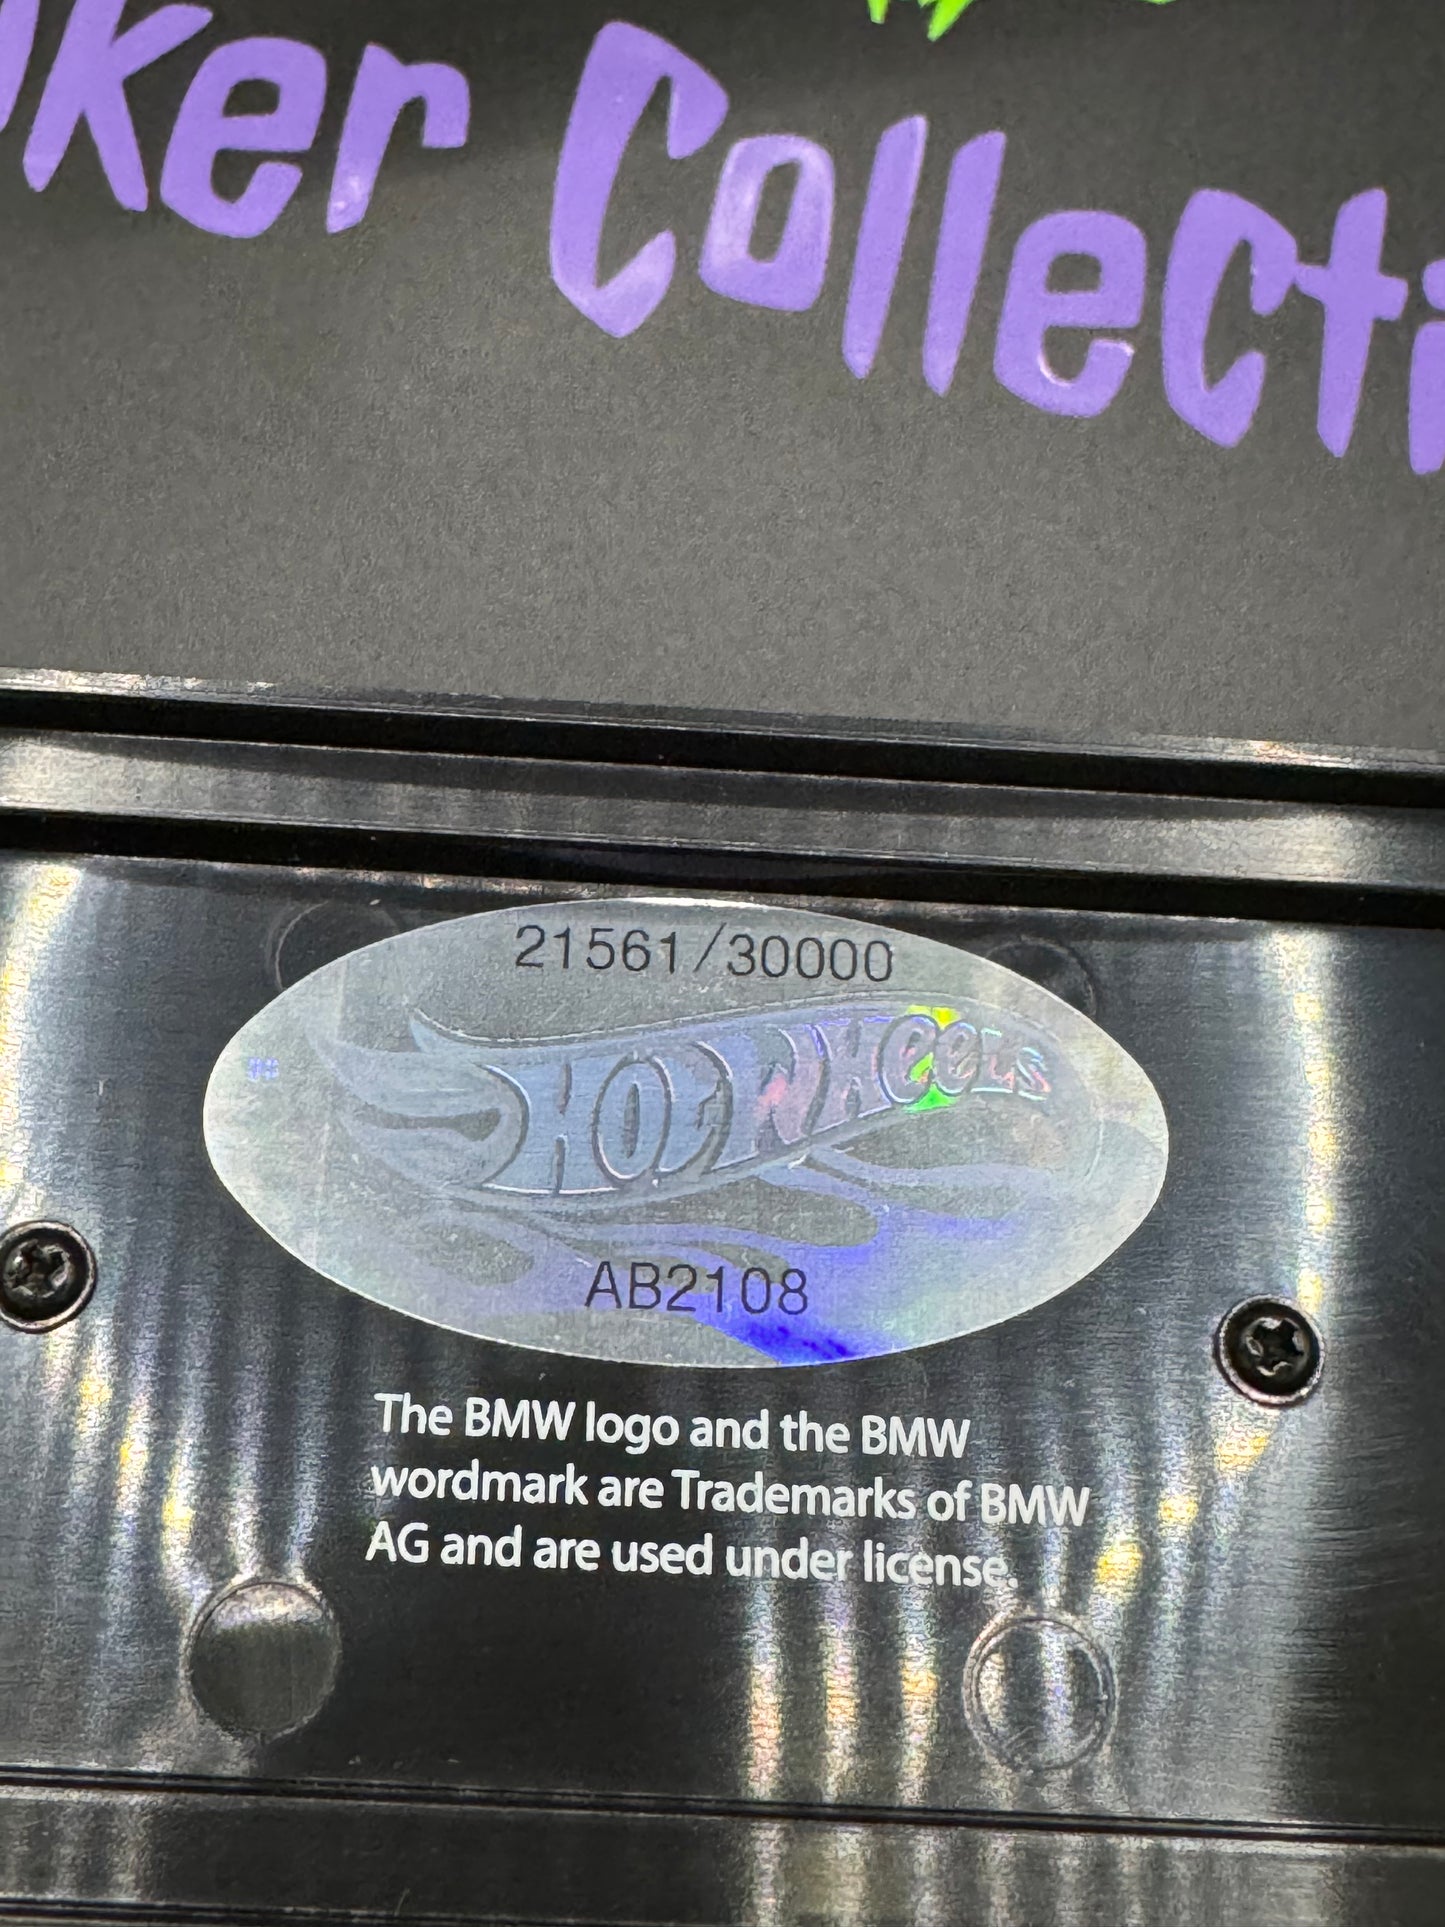 ker Collecti
21561/30000
HOT WHEELS
AB2108
The BMW logo and the BMW
wordmark are Trademarks of BMW
AG and are used under license.